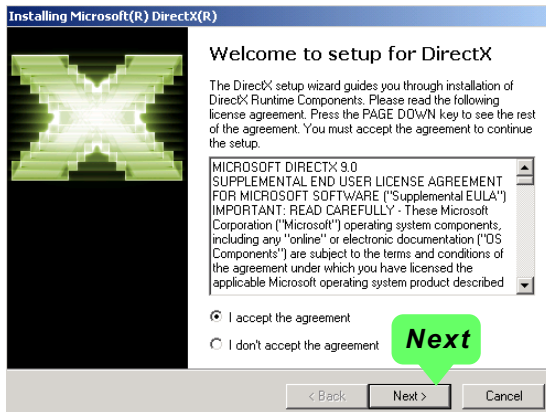 Installing Microsoft(R) DirectX(R)
Welcome to setup for DirectX
The DirectX setup wizard guides you through installation of
DirectX Runtime Components. Please read the following
license agreement. Press the PAGE DOWN key to see the rest
of the agreement. You must accept the agreement to continue
the setup.
MICROSOFT DIRECTX 9.0
SUPPLEMENTAL END USER LICENSE AGREEMENT
FOR MICROSOFT SOFTWARE ("Supplemental EULA")
IMPORTANT: READ CAREFULLY - These Microsoft
Corporation ("Microsoft") operating system components,
including any "online" or electronic documentation ("OS
Components") are subject to the terms and conditions of
the agreement under which you have licensed the
applicable Microsoft operating system product described
I accept the agreement
I don't accept the agreement
Next
< Back
Next >
Cancel